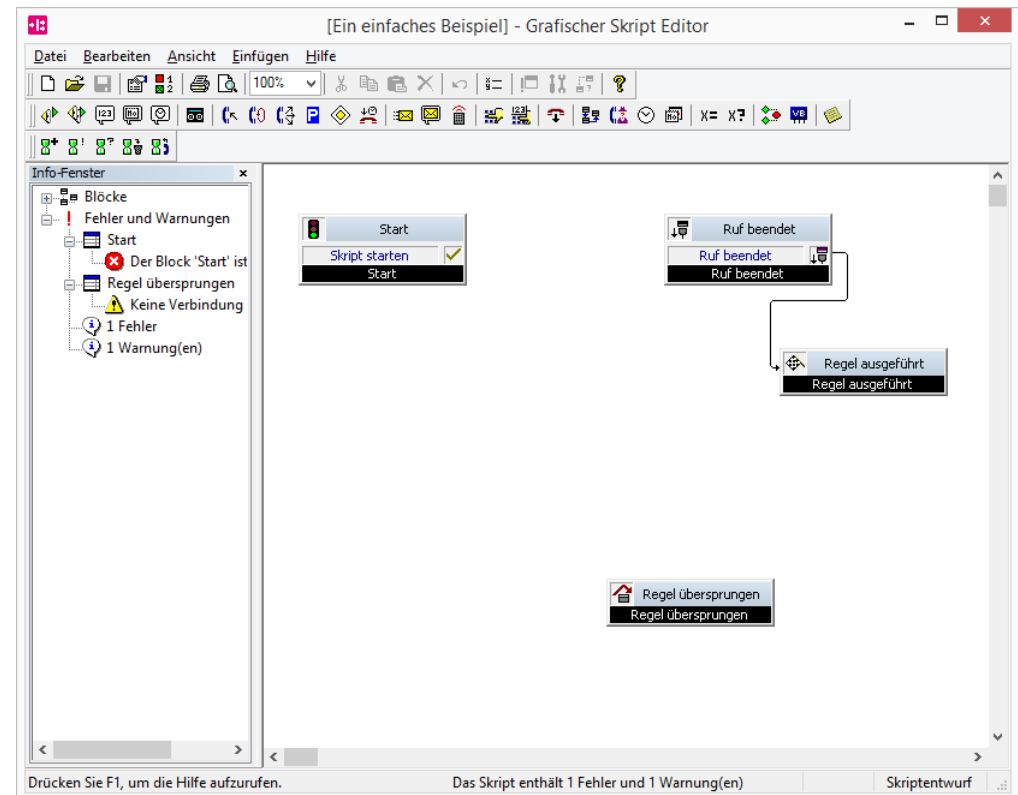 [Ein einfaches Beispiel] - Grafischer Skript Editor
Datei Bearbeiten Ansicht Einfügen Hilfe
100%
Info-Fenster
Blöcke
Fehler und Warnungen
Start
Der Block 'Start' ist
Regel übersprungen
Keine Verbindung
1 Fehler
1 Warnung(en)
Start
Skript starten
Start
Ruf beendet
Ruf beendet
Ruf beendet
Regel ausgeführt
Regel ausgeführt
Regel übersprungen
Regel übersprungen
Drücken Sie F1, um die Hilfe aufzurufen.
Das Skript enthält 1 Fehler und 1 Warnung(en)
Skriptentwurf